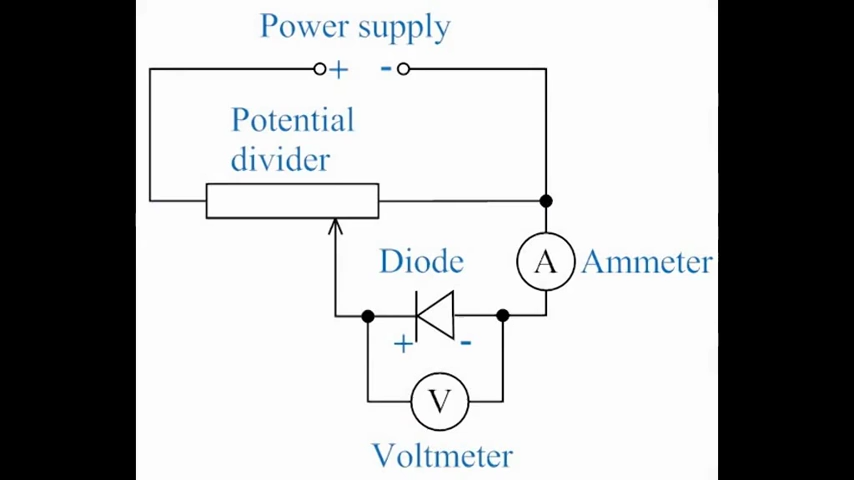 Power supply
+ -
Potential
divider
Diode
A Ammeter
+ -
V
Voltmeter